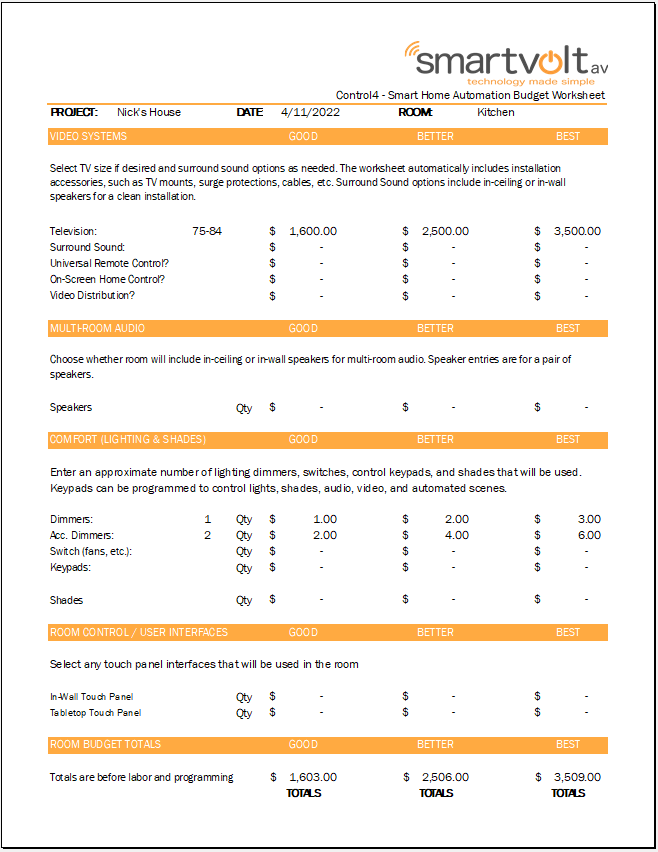 smartvolt av
technology made simple
Control4 - Smart Home Automation Budget Worksheet
PROJECT: Nick's House DATE 4/11/2022 ROOM: Kitchen
VIDEO SYSTEMS GOOD BETTER BEST
Select TV size if desired and surround sound options as needed. The worksheet automatically includes installation
accessories, such as TV mounts, surge protections, cables, etc. Surround Sound options include in-ceiling or in-wall
speakers for a clean installation.
Television: 75-84 $ 1,600.00 $ 2,500.00 $ 3,500.00
Surround Sound: $ - $ - $ -
Universal Remote Control? $ - $ - $ -
On-Screen Home Control? $ - $ - $ -
Video Distribution? $ - $ - $ -
MULTI-ROOM AUDIO GOOD BETTER BEST
Choose whether room will include in-ceiling or in-wall speakers for multi-room audio. Speaker entries are for a pair of
speakers.
Speakers Qty $ - $ - $ -
COMFORT (LIGHTING & SHADES) GOOD BETTER BEST
Enter an approximate number of lighting dimmers, switches, control keypads, and shades that will be used.
Keypads can be programmed to control lights, shades, audio, video, and automated scenes.
Dimmers: 1 Qty $ 1.00 $ 2.00 $ 3.00
Acc. Dimmers: 2 Qty $ 2.00 $ 4.00 $ 6.00
Switch (fans, etc.): Qty $ - $ - $ -
Keypads: Qty $ - $ - $ -
Shades Qty $ - $ - $ -
ROOM CONTROL / USER INTERFACES GOOD BETTER BEST
Select any touch panel interfaces that will be used in the room
In-Wall Touch Panel Qty $ - $ - $ -
Tabletop Touch Panel Qty $ - $ - $ -
ROOM BUDGET TOTALS GOOD BETTER BEST
Totals are before labor and programming $ 1,603.00 $ 2,506.00 $ 3,509.00
TOTALS TOTALS TOTALS